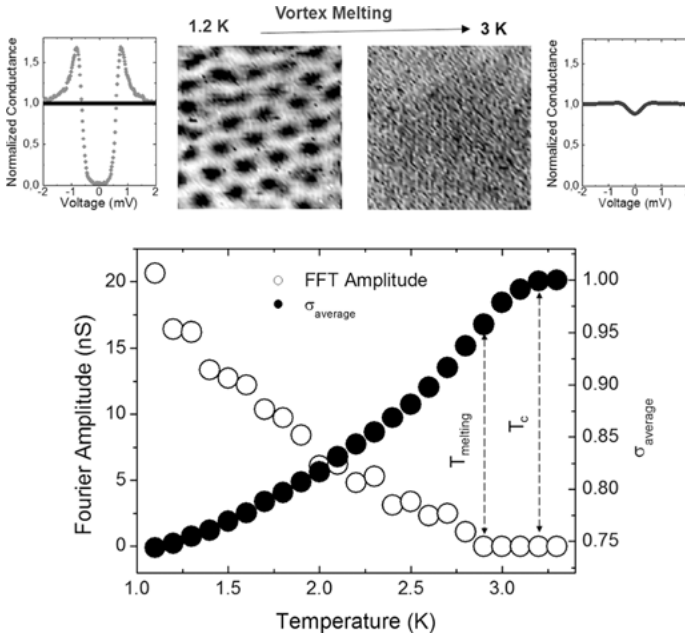 Vortex Melting
1.2 K
3 K
Normalized Conductance
1,5
1,0
0,5
0,0
-2 -1 0 1 2
Voltage (mV)
Normalized Conductance
1,5
1,0
0,5
0,0
-2 -1 0 1 2
Voltage (mV)
Fourier Amplitude (nS)
20
15
10
5
0
FFT Amplitude
σaverage
Tmelting
Tc
1.00
0.95
0.90
0.85
0.80
0.75
σaverage
1.0 1.5 2.0 2.5 3.0
Temperature (K)